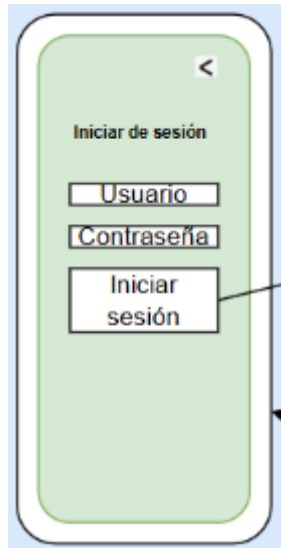 <
Iniciar de sesión
Usuario
Contraseña
Iniciar
sesión